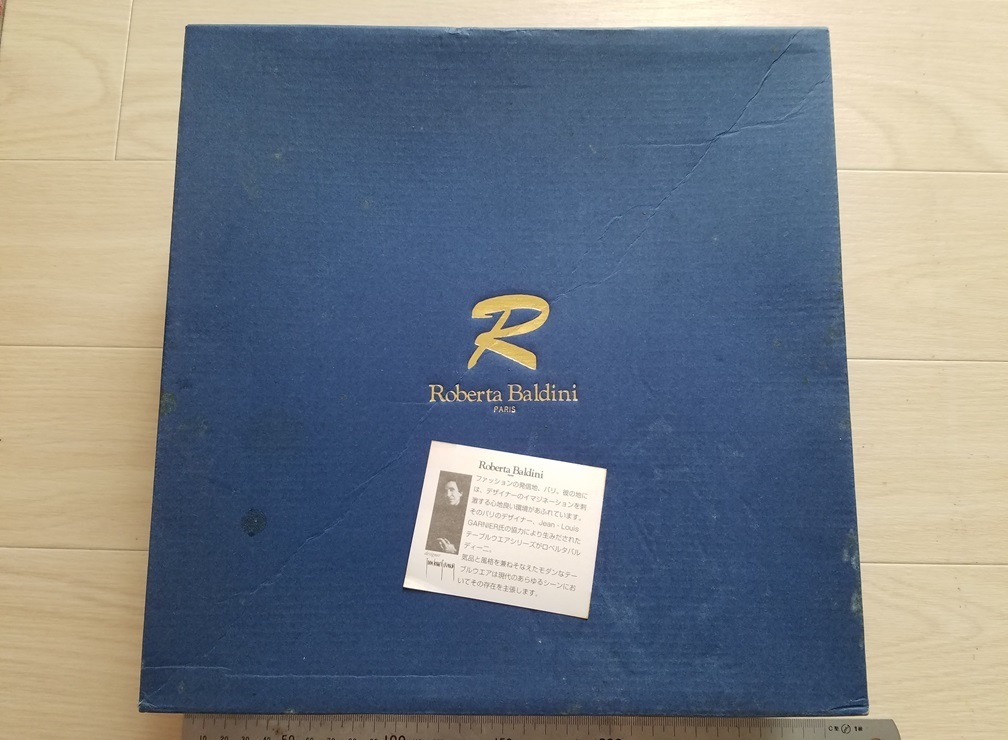 R
Roberta Baldini
PARIS
Roberta Baldini
ファッションの発信地、パリ。彼の地に
は、デザイナーのイマジネーションを刺
激する心地良い環境があふれています。
そのパリのデザイナー、Jean-Louis
GARNIER氏の協力により生みだされた
テーブルウエアシリーズがロベルタバル
ディーニ。
気品と風格を兼ねそなえたモダンなテー
ブルウエアは現代のあらゆるシーンにお
いてその存在を主張します。
10 20 30 40 50 100 150 200